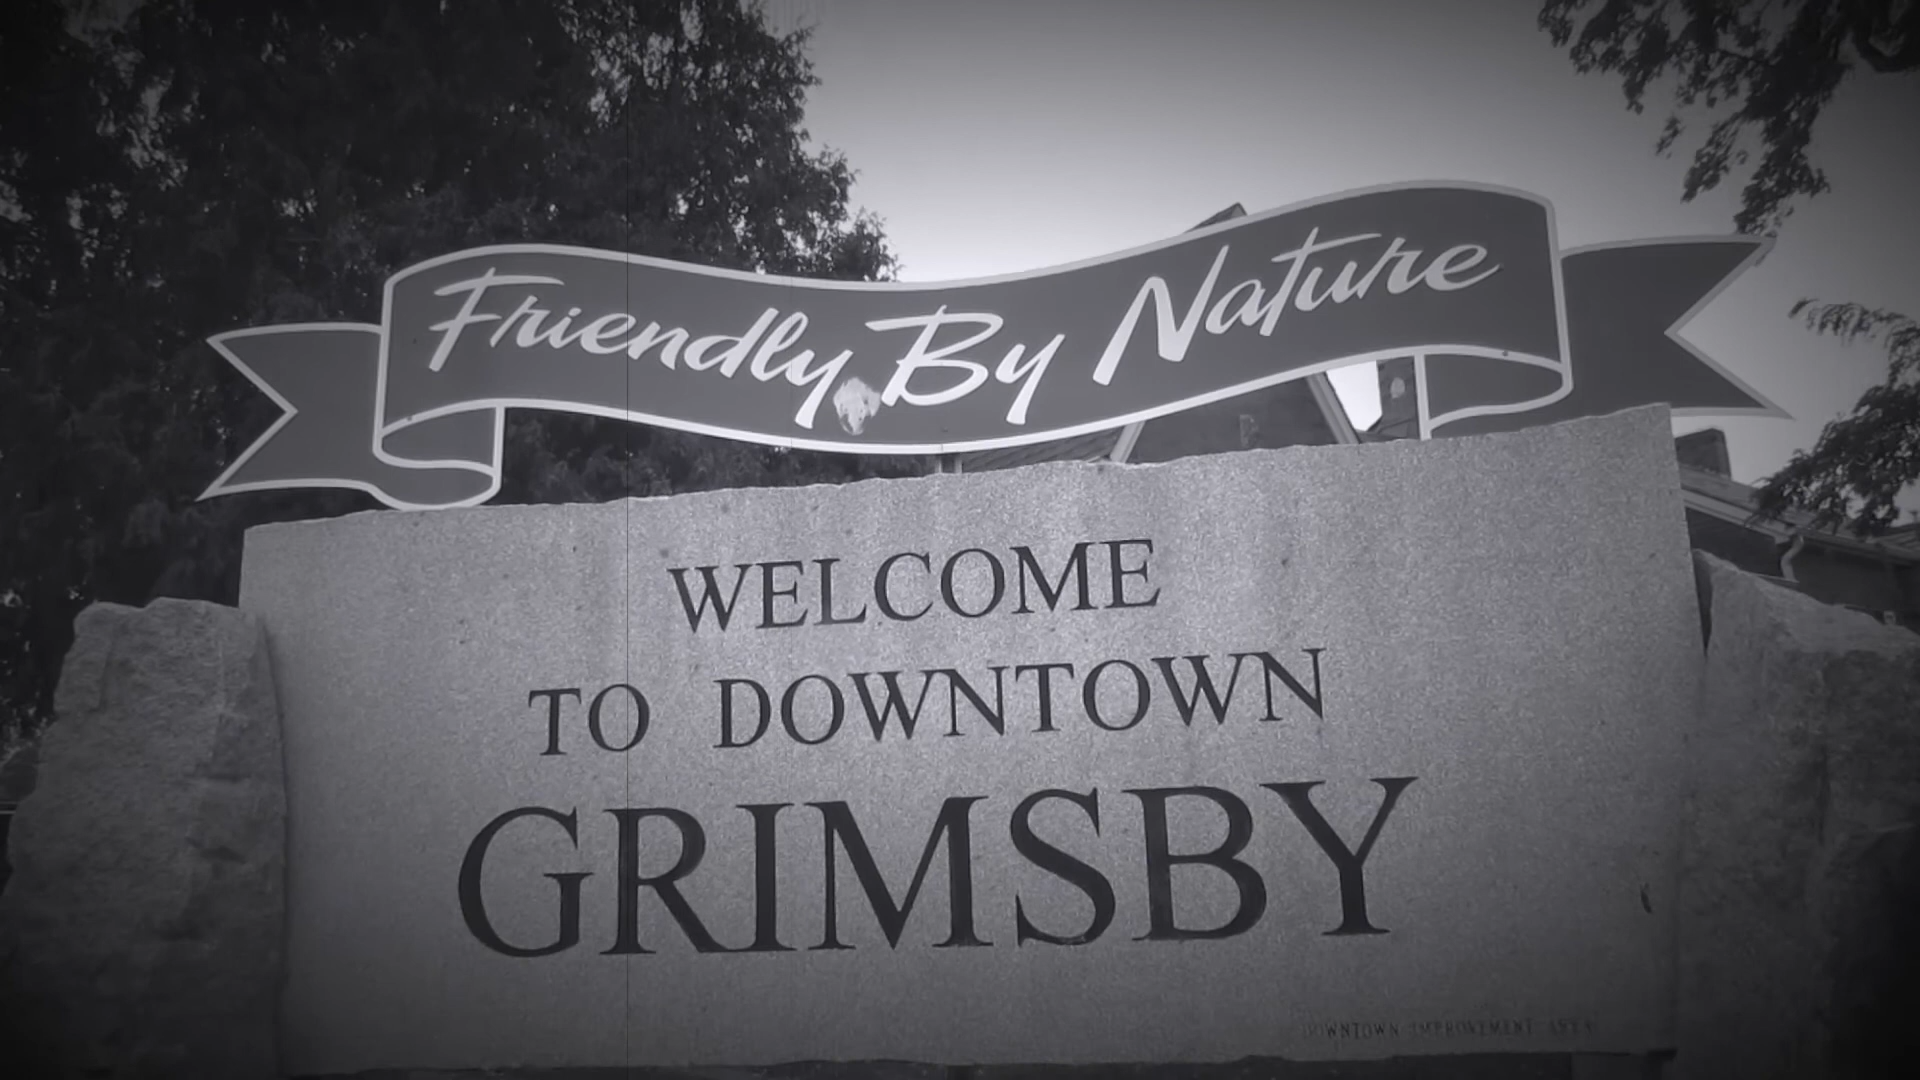 Friendly By Nature
WELCOME
TO DOWNTOWN
GRIMSBY
DOWNTOWN IMPROVEMENT AREA